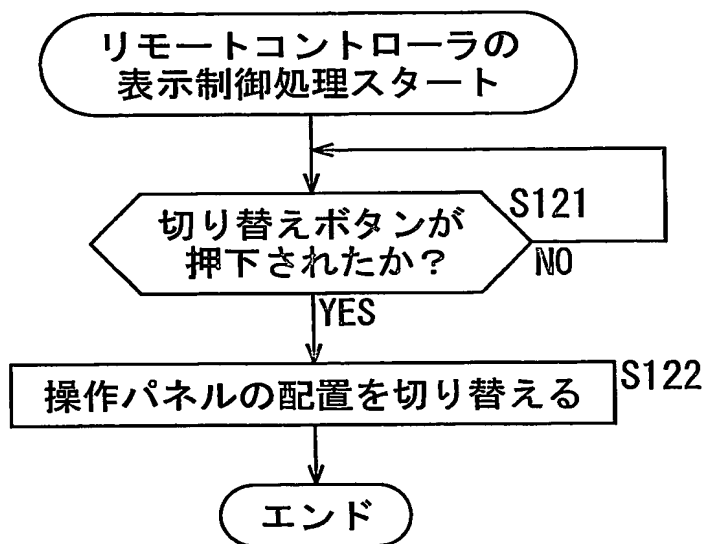 リモートコントローラの
表示制御処理スタート
切り替えボタンが
押下されたか？
S121
NO
YES
操作パネルの配置を切り替える
S122
エンド